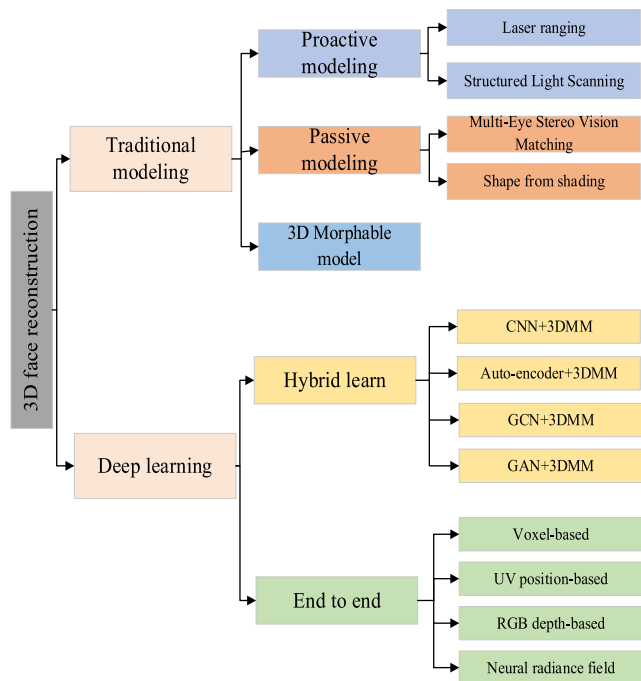 3D face reconstruction
Traditional
modeling
Proactive
modeling
Laser ranging
Structured Light Scanning
Passive
modeling
Multi-Eye Stereo Vision
Matching
Shape from shading
3D Morphable
model
Deep learning
Hybrid learn
CNN+3DMM
Auto-encoder+3DMM
GCN+3DMM
GAN+3DMM
End to end
Voxel-based
UV position-based
RGB depth-based
Neural radiance field